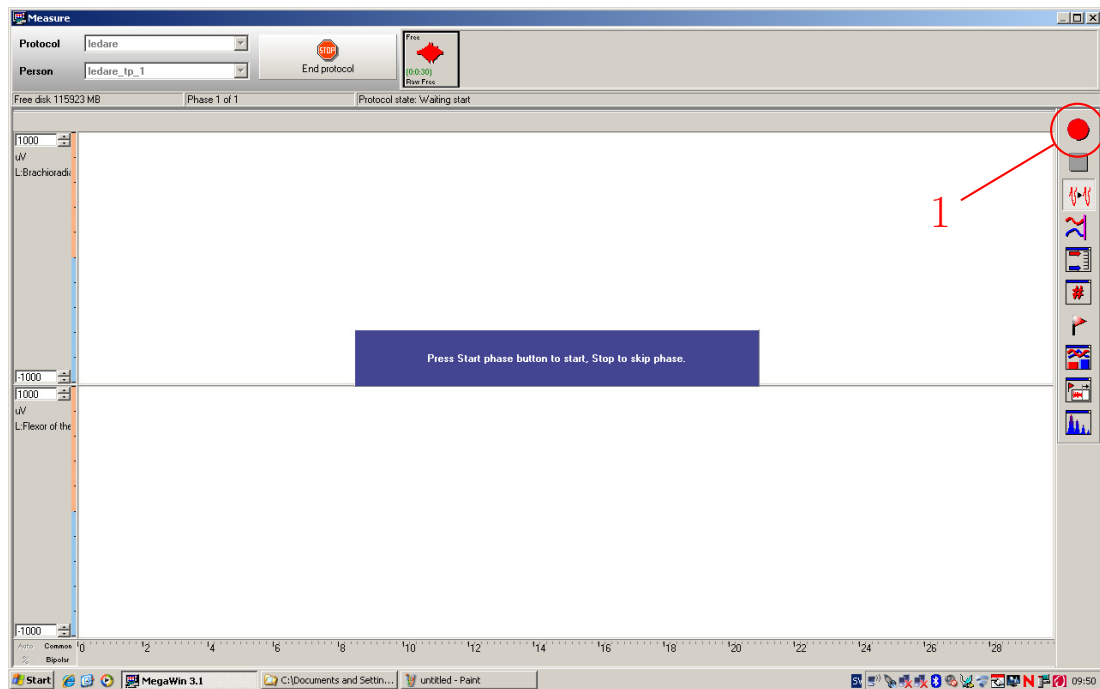 Measure
Protocol ledare
Person ledare_tp_1
STOP
End protocol
Free
(0:0:30)
Raw Free
Free disk 115923 MB Phase 1 of 1 Protocol state: Waiting start
1000
uV
L:Brachioradia
1
#
Press Start phase button to start, Stop to skip phase.
-1000
1000
uV
L:Flexor of the
-1000
Auto Common
% Bipolar
0 2 4 6 8 10 12 14 16 18 20 22 24 26 28
Start MegaWin 3.1 C:\Documents and Settin... untitled - Paint SV N 09:50